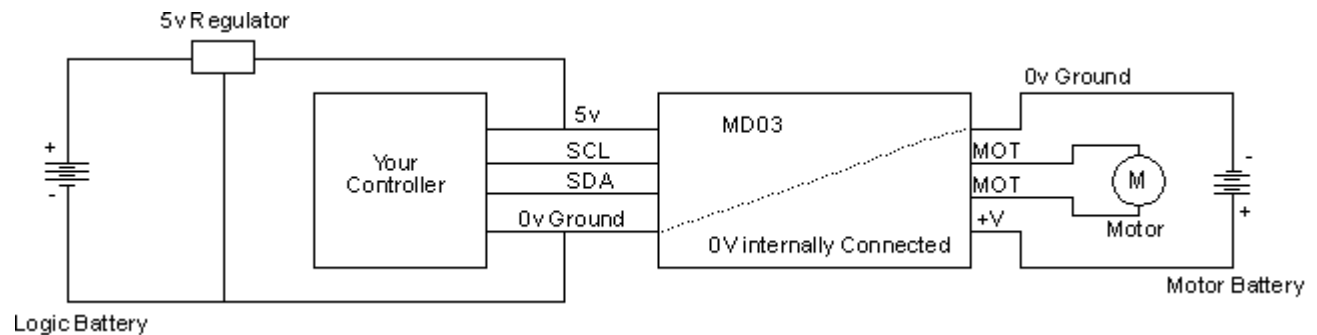 5v Regulator
0v Ground
5v
MD03
+
SCL
MOT
-
Your
Controller
SDA
MOT
M
-
+
0v Ground
+V
Motor
0V internally Connected
Motor Battery
Logic Battery